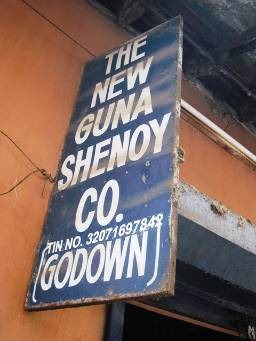 THE
NEW
GUNA
SHENOY
CO.
TIN NO. 32071697842
[GODOWN]